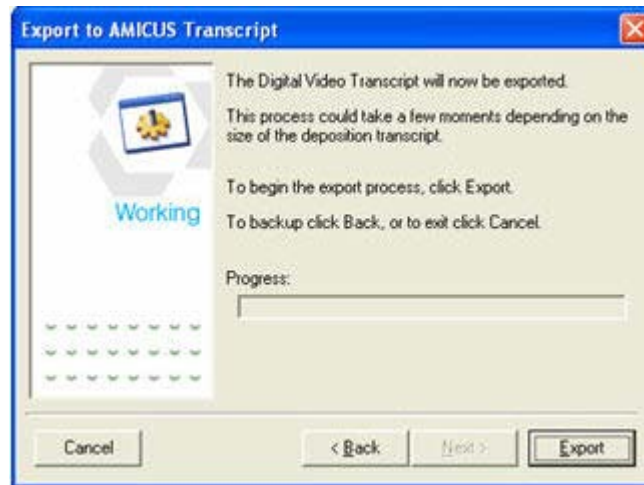 Export to AMICUS Transcript
The Digital Video Transcript will now be exported.
This process could take a few moments depending on the
size of the deposition transcript.
To begin the export process, click Export.
Working
To backup click Back, or to exit click Cancel.
Progress:
Cancel
< Back
Next >
Export